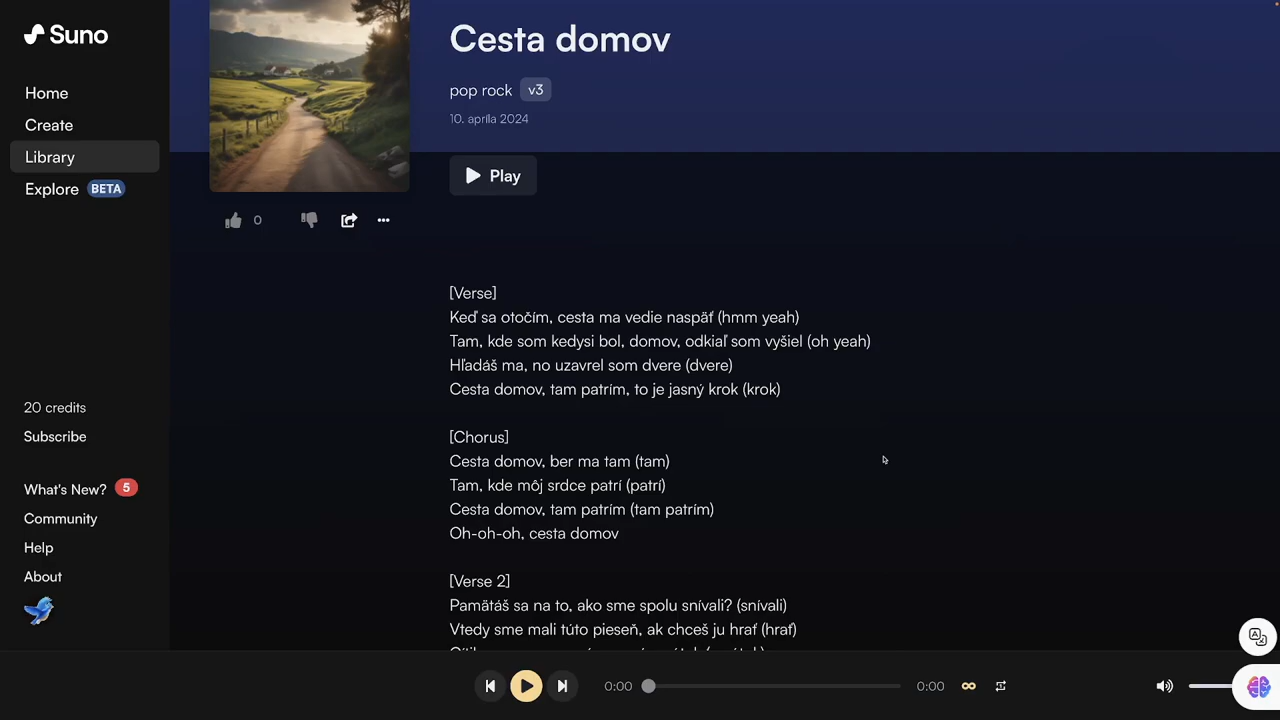 Suno
Home
Create
Library
Explore BETA
20 credits
Subscribe
What's New? 5
Community
Help
About
Cesta domov
pop rock v3
10. apríla 2024
Play
0
[Verse]
Keď sa otočím, cesta ma vedie naspäť (hmm yeah)
Tam, kde som kedysi bol, domov, odkiaľ som vyšiel (oh yeah)
Hľadáš ma, no uzavrel som dvere (dvere)
Cesta domov, tam patrím, to je jasný krok (krok)
[Chorus]
Cesta domov, ber ma tam (tam)
Tam, kde môj srdce patrí (patrí)
Cesta domov, tam patrím (tam patrím)
Oh-oh-oh, cesta domov
[Verse 2]
Pamätáš sa na to, ako sme spolu snívali? (snívali)
Vtedy sme mali túto pieseň, ak chceš ju hrať (hrať)
0:00
0:00